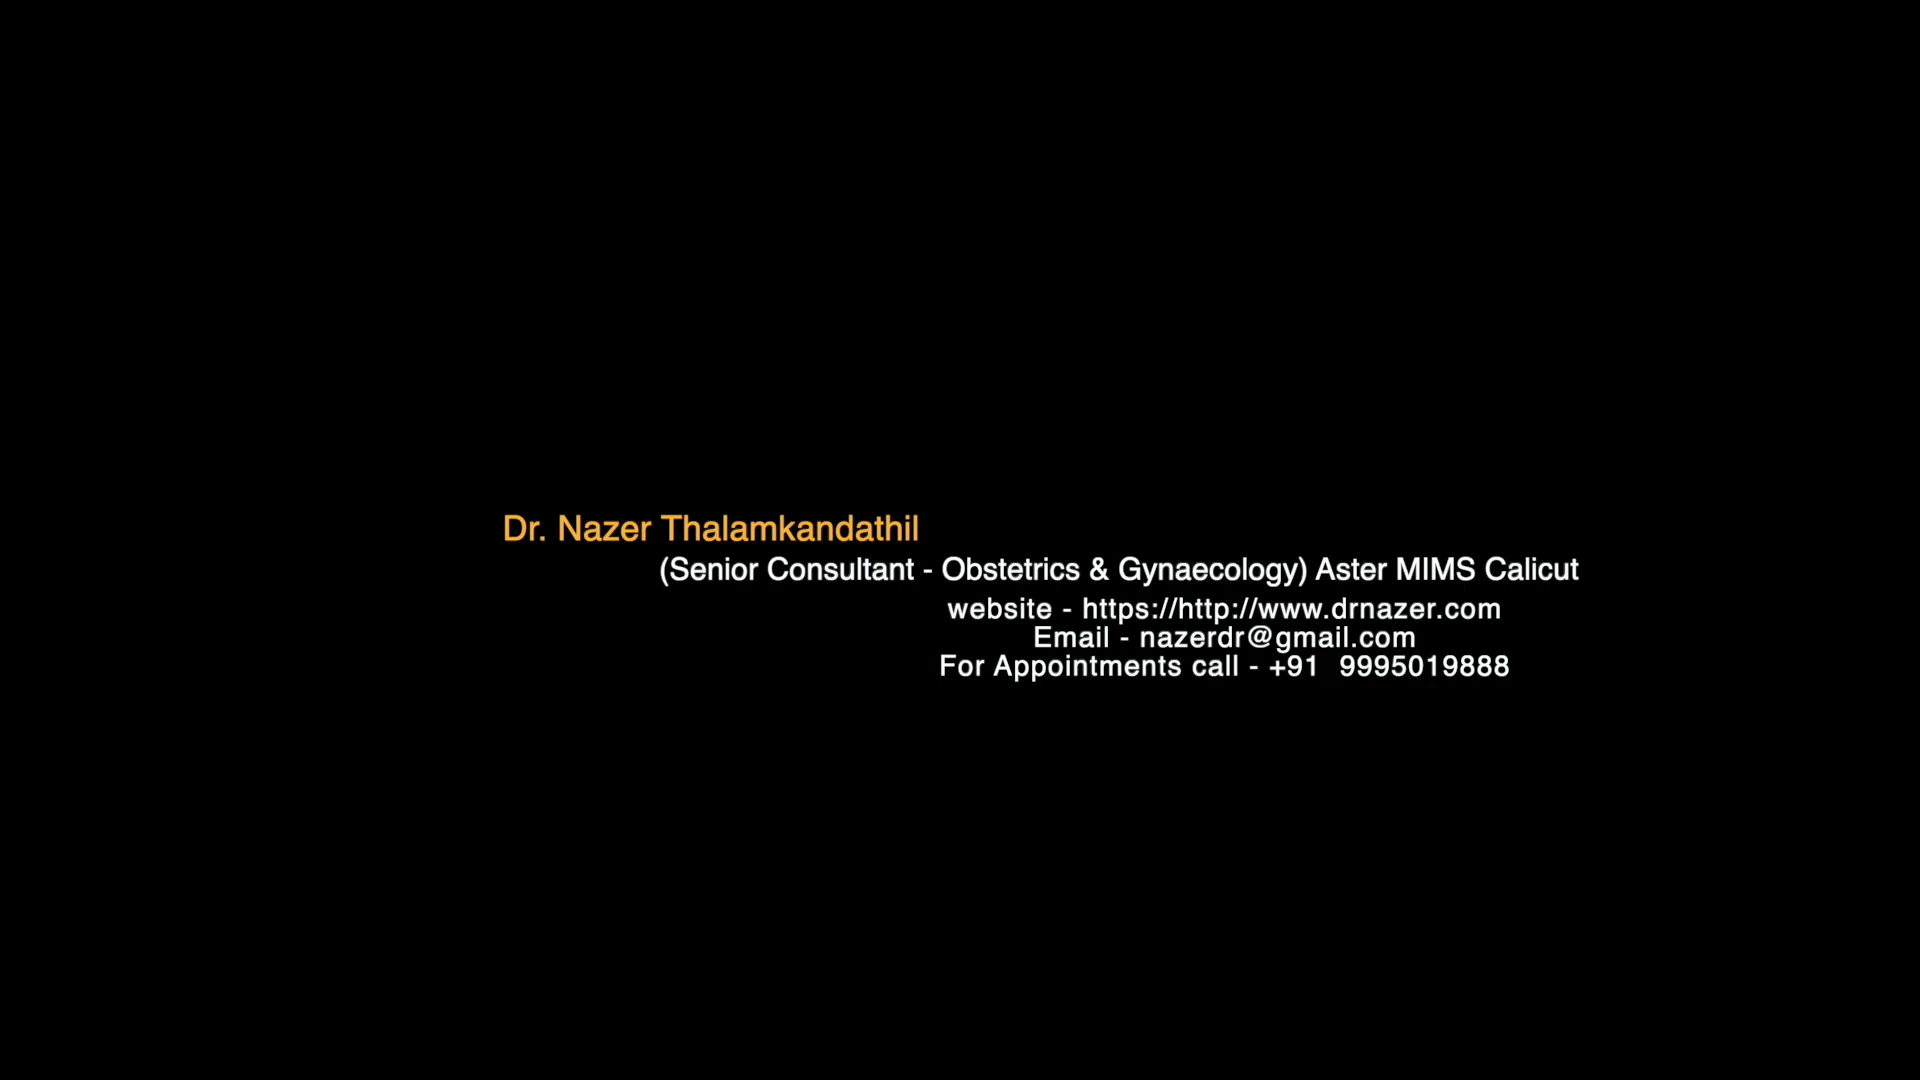 Dr. Nazer Thalamkandathil
(Senior Consultant - Obstetrics & Gynaecology) Aster MIMS Calicut
website - https://http://www.drnazer.com
Email - nazerdr@gmail.com
For Appointments call - +91  9995019888